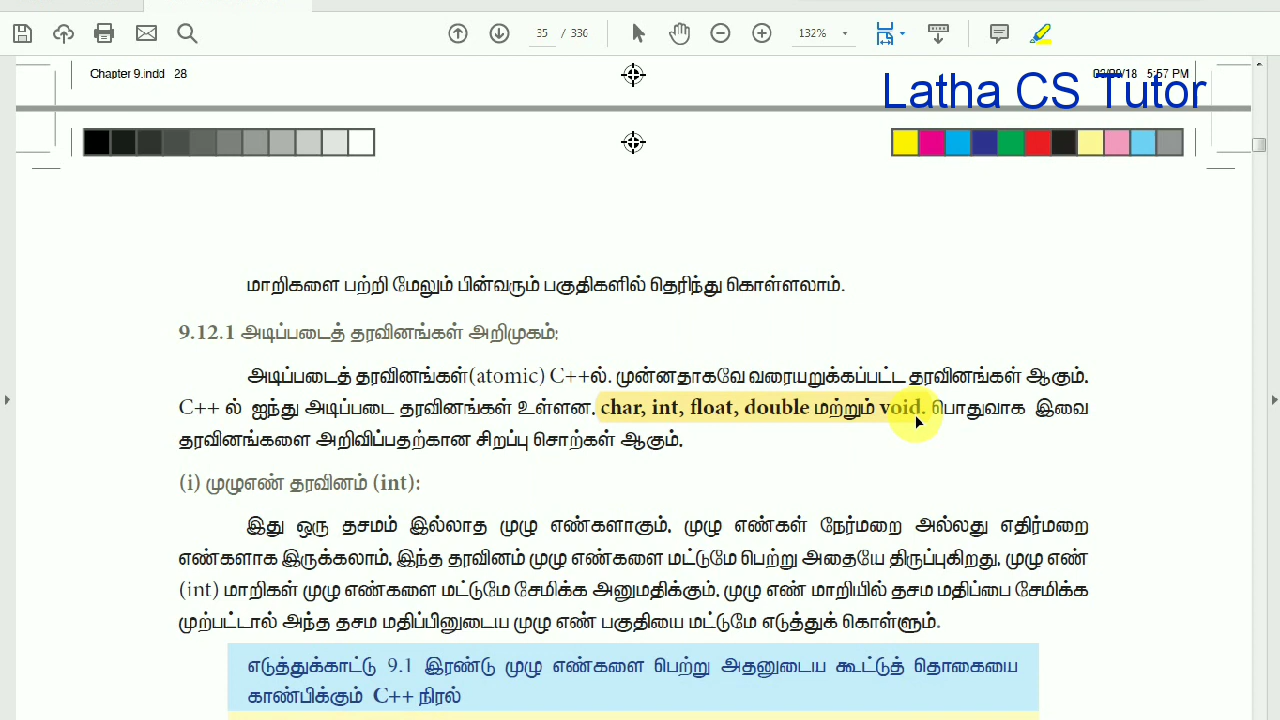 35 / 336
132%
Chapter 9.indd 28
5:57 PM
Latha CS Tutor
மாறிகளை பற்றி மேலும் பின்வரும் பகுதிகளில் தெரிந்து கொள்ளலாம்.
9.12.1 அடிப்படைத் தரவினங்கள் அறிமுகம்:
அடிப்படைத் தரவினங்கள்(atomic) C++ல். முன்னதாகவே வரையறுக்கப்பட்ட தரவினங்கள் ஆகும்.
C++ ல் ஐந்து அடிப்படை தரவினங்கள் உள்ளன. char, int, float, double மற்றும் void. பொதுவாக இவை
தரவினங்களை அறிவிப்பதற்கான சிறப்பு சொற்கள் ஆகும்.
(i) முழுஎண் தரவினம் (int):
இது ஒரு தசமம் இல்லாத முழு எண்களாகும். முழு எண்கள் நேர்மறை அல்லது எதிர்மறை
எண்களாக இருக்கலாம். இந்த தரவினம் முழு எண்களை மட்டுமே பெற்று அதையே திருப்புகிறது. முழு எண்
(int) மாறிகள் முழு எண்களை மட்டுமே சேமிக்க அனுமதிக்கும். முழு எண் மாறியில் தசம மதிப்பை சேமிக்க
முற்பட்டால் அந்த தசம மதிப்பினுடைய முழு எண் பகுதியை மட்டுமே எடுத்துக் கொள்ளும்.
எடுத்துக்காட்டு 9.1 இரண்டு முழு எண்களை பெற்று அதனுடைய கூட்டுத் தொகையை
காண்பிக்கும் C++ நிரல்